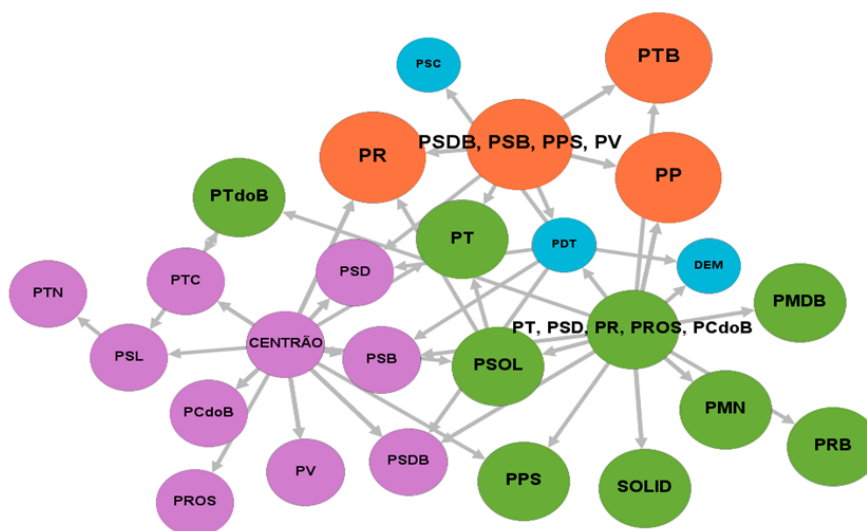 PSC
PTB
PSDB, PSB, PPS, PV
PR
PP
PTdoB
PT
PDT
DEM
PSD
PTC
PTN
PMDB
PT, PSD, PR, PROS, PCdoB
CENTRÃO
PSL
PSB
PSOL
PCdoB
PMN
PRB
PSDB
PV
PPS
SOLID
PROS